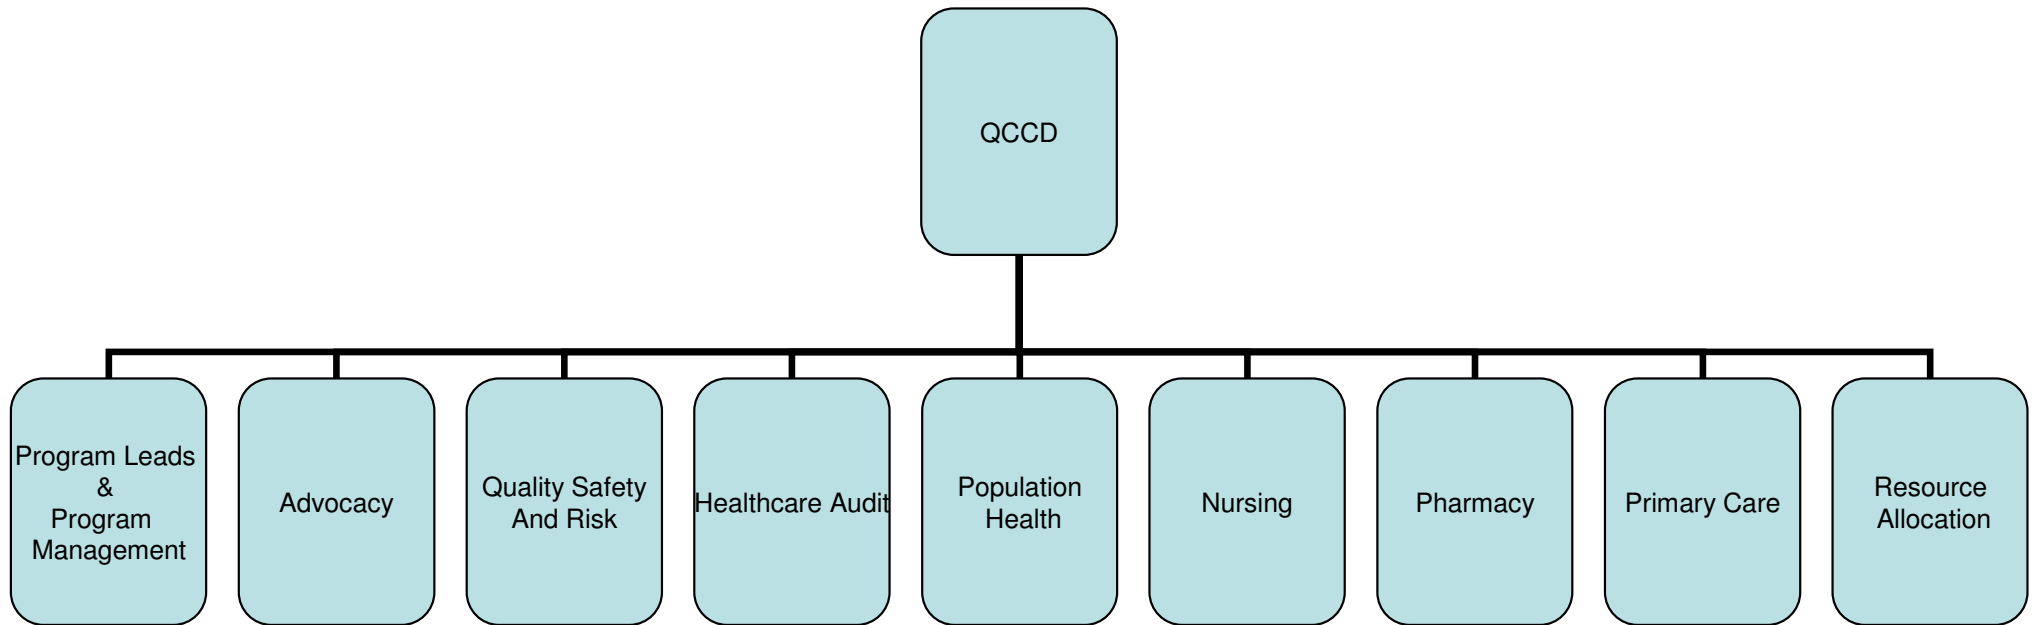 QCCD
Program Leads
&
Program
Management
Advocacy
Quality Safety
And Risk
Healthcare Audit
Population
Health
Nursing
Pharmacy
Primary Care
Resource
Allocation